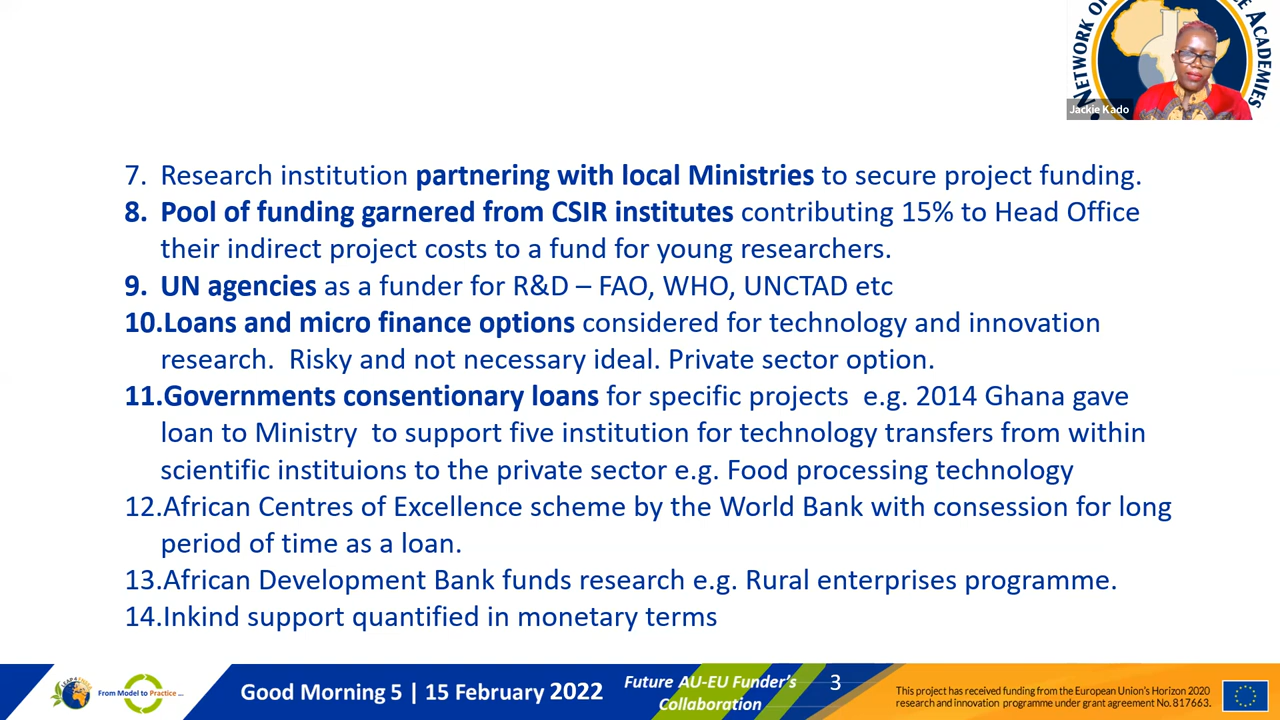 NETWORK OF
ACADEMIES
Jackie Kado
7. Research institution partnering with local Ministries to secure project funding.
8. Pool of funding garnered from CSIR institutes contributing 15% to Head Office
their indirect project costs to a fund for young researchers.
9. UN agencies as a funder for R&D – FAO, WHO, UNCTAD etc
10.Loans and micro finance options considered for technology and innovation
research. Risky and not necessary ideal. Private sector option.
11.Governments consentionary loans for specific projects e.g. 2014 Ghana gave
loan to Ministry to support five institution for technology transfers from within
scientific instituions to the private sector e.g. Food processing technology
12.African Centres of Excellence scheme by the World Bank with consession for long
period of time as a loan.
13.African Development Bank funds research e.g. Rural enterprises programme.
14.Inkind support quantified in monetary terms
From Model to Practice ...
Good Morning 5 | 15 February 2022
Future AU-EU Funder's
Collaboration
3
This project has received funding from the European Union's Horizon 2020
research and innovation programme under grant agreement No. 817663.